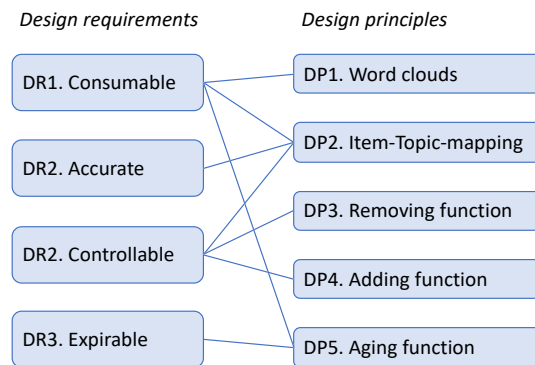 Design requirements
Design principles
DR1. Consumable
DR2. Accurate
DR2. Controllable
DR3. Expirable
DP1. Word clouds
DP2. Item-Topic-mapping
DP3. Removing function
DP4. Adding function
DP5. Aging function